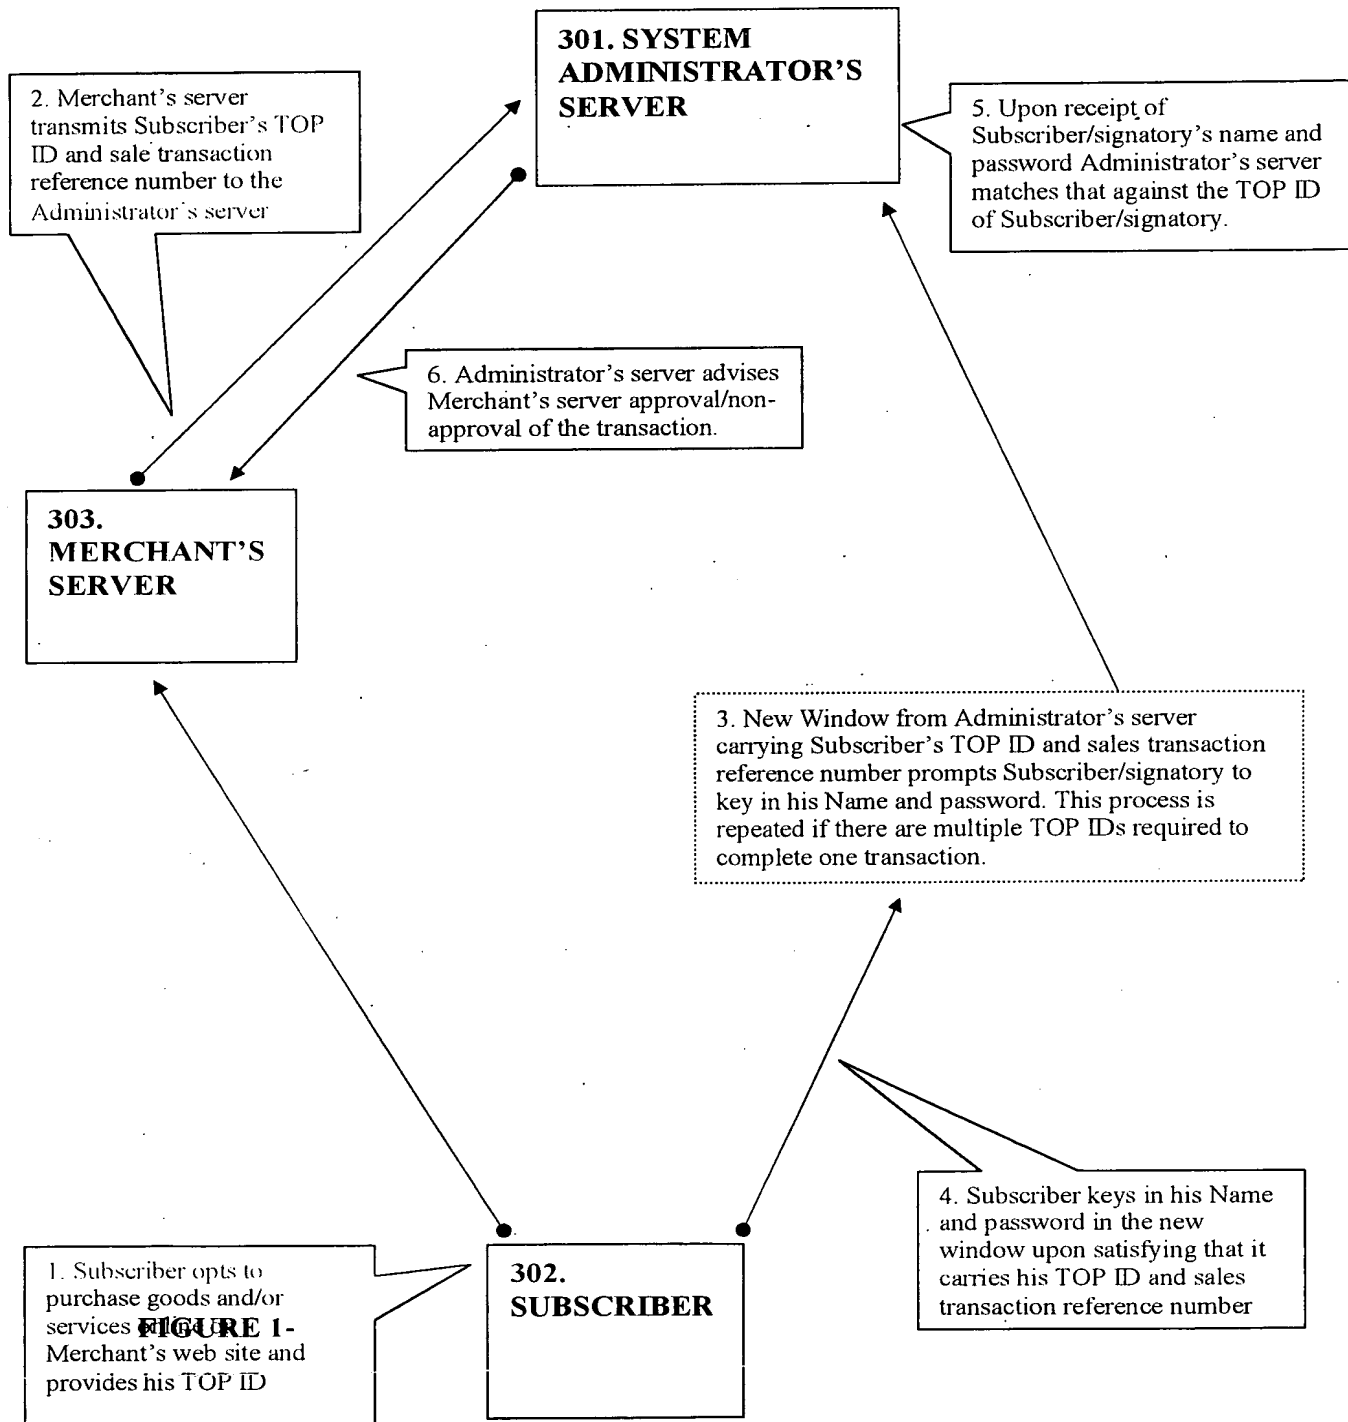 301. SYSTEM
ADMINISTRATOR'S
SERVER
2. Merchant's server
transmits Subscriber's TOP
ID and sale transaction
reference number to the
Administrator's server
5. Upon receipt of
Subscriber/signatory's name and
password Administrator's server
matches that against the TOP ID
of Subscriber/signatory.
6. Administrator's server advises
Merchant's server approval/non-
approval of the transaction.
303.
MERCHANT'S
SERVER
3. New Window from Administrator's server
carrying Subscriber's TOP ID and sales transaction
reference number prompts Subscriber/signatory to
key in his Name and password. This process is
repeated if there are multiple TOP IDs required to
complete one transaction.
4. Subscriber keys in his Name
and password in the new
window upon satisfying that it
carries his TOP ID and sales
transaction reference number
1. Subscriber opts to
purchase goods and/or
services
Merchant's web site and
provides his TOP ID
FIGURE 1-
302.
SUBSCRIBER